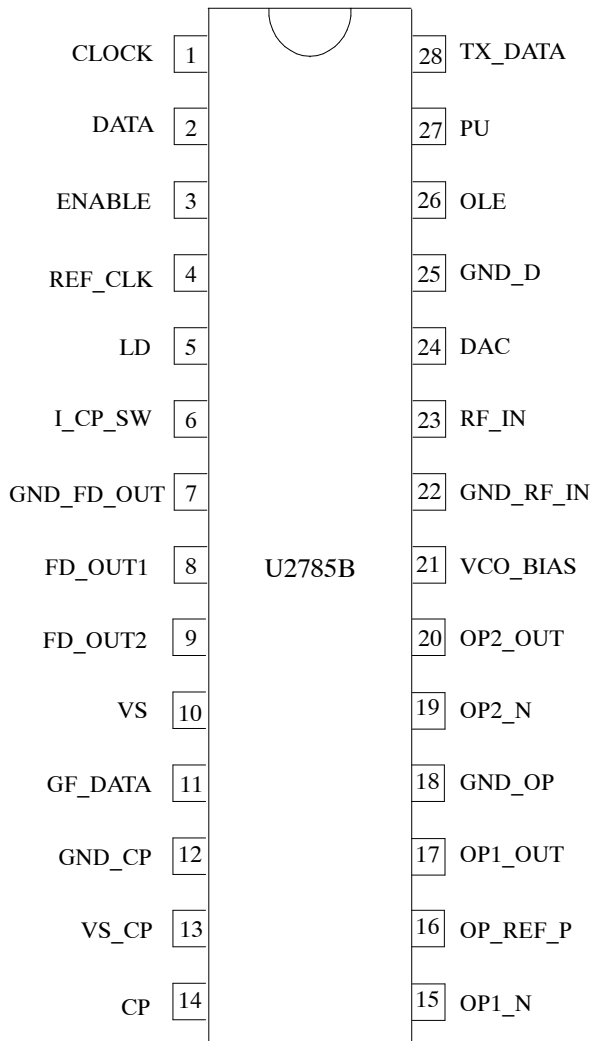 CLOCK 1 28 TX_DATA
DATA 2 27 PU
ENABLE 3 26 OLE
REF_CLK 4 25 GND_D
LD 5 24 DAC
I_CP_SW 6 23 RF_IN
GND_FD_OUT 7 22 GND_RF_IN
FD_OUT1 8 U2785B 21 VCO_BIAS
FD_OUT2 9 20 OP2_OUT
VS 10 19 OP2_N
GF_DATA 11 18 GND_OP
GND_CP 12 17 OP1_OUT
VS_CP 13 16 OP_REF_P
CP 14 15 OP1_N